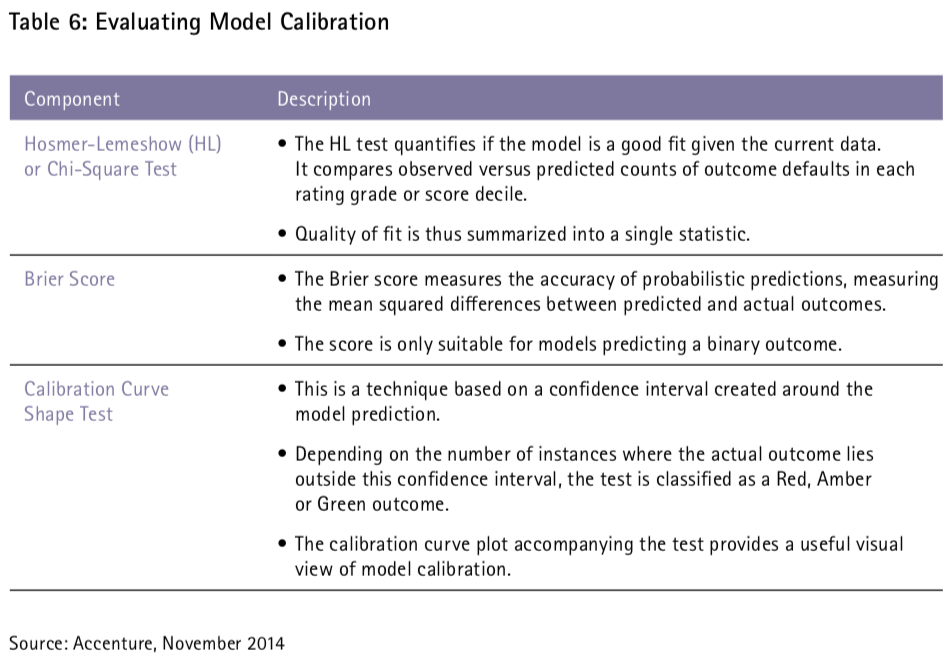 Table 6: Evaluating Model Calibration
Component Description
Hosmer-Lemeshow (HL)
or Chi-Square Test
• The HL test quantifies if the model is a good fit given the current data.
It compares observed versus predicted counts of outcome defaults in each
rating grade or score decile.
• Quality of fit is thus summarized into a single statistic.
Brier Score
• The Brier score measures the accuracy of probabilistic predictions, measuring
the mean squared differences between predicted and actual outcomes.
• The score is only suitable for models predicting a binary outcome.
Calibration Curve
Shape Test
• This is a technique based on a confidence interval created around the
model prediction.
• Depending on the number of instances where the actual outcome lies
outside this confidence interval, the test is classified as a Red, Amber
or Green outcome.
• The calibration curve plot accompanying the test provides a useful visual
view of model calibration.
Source: Accenture, November 2014